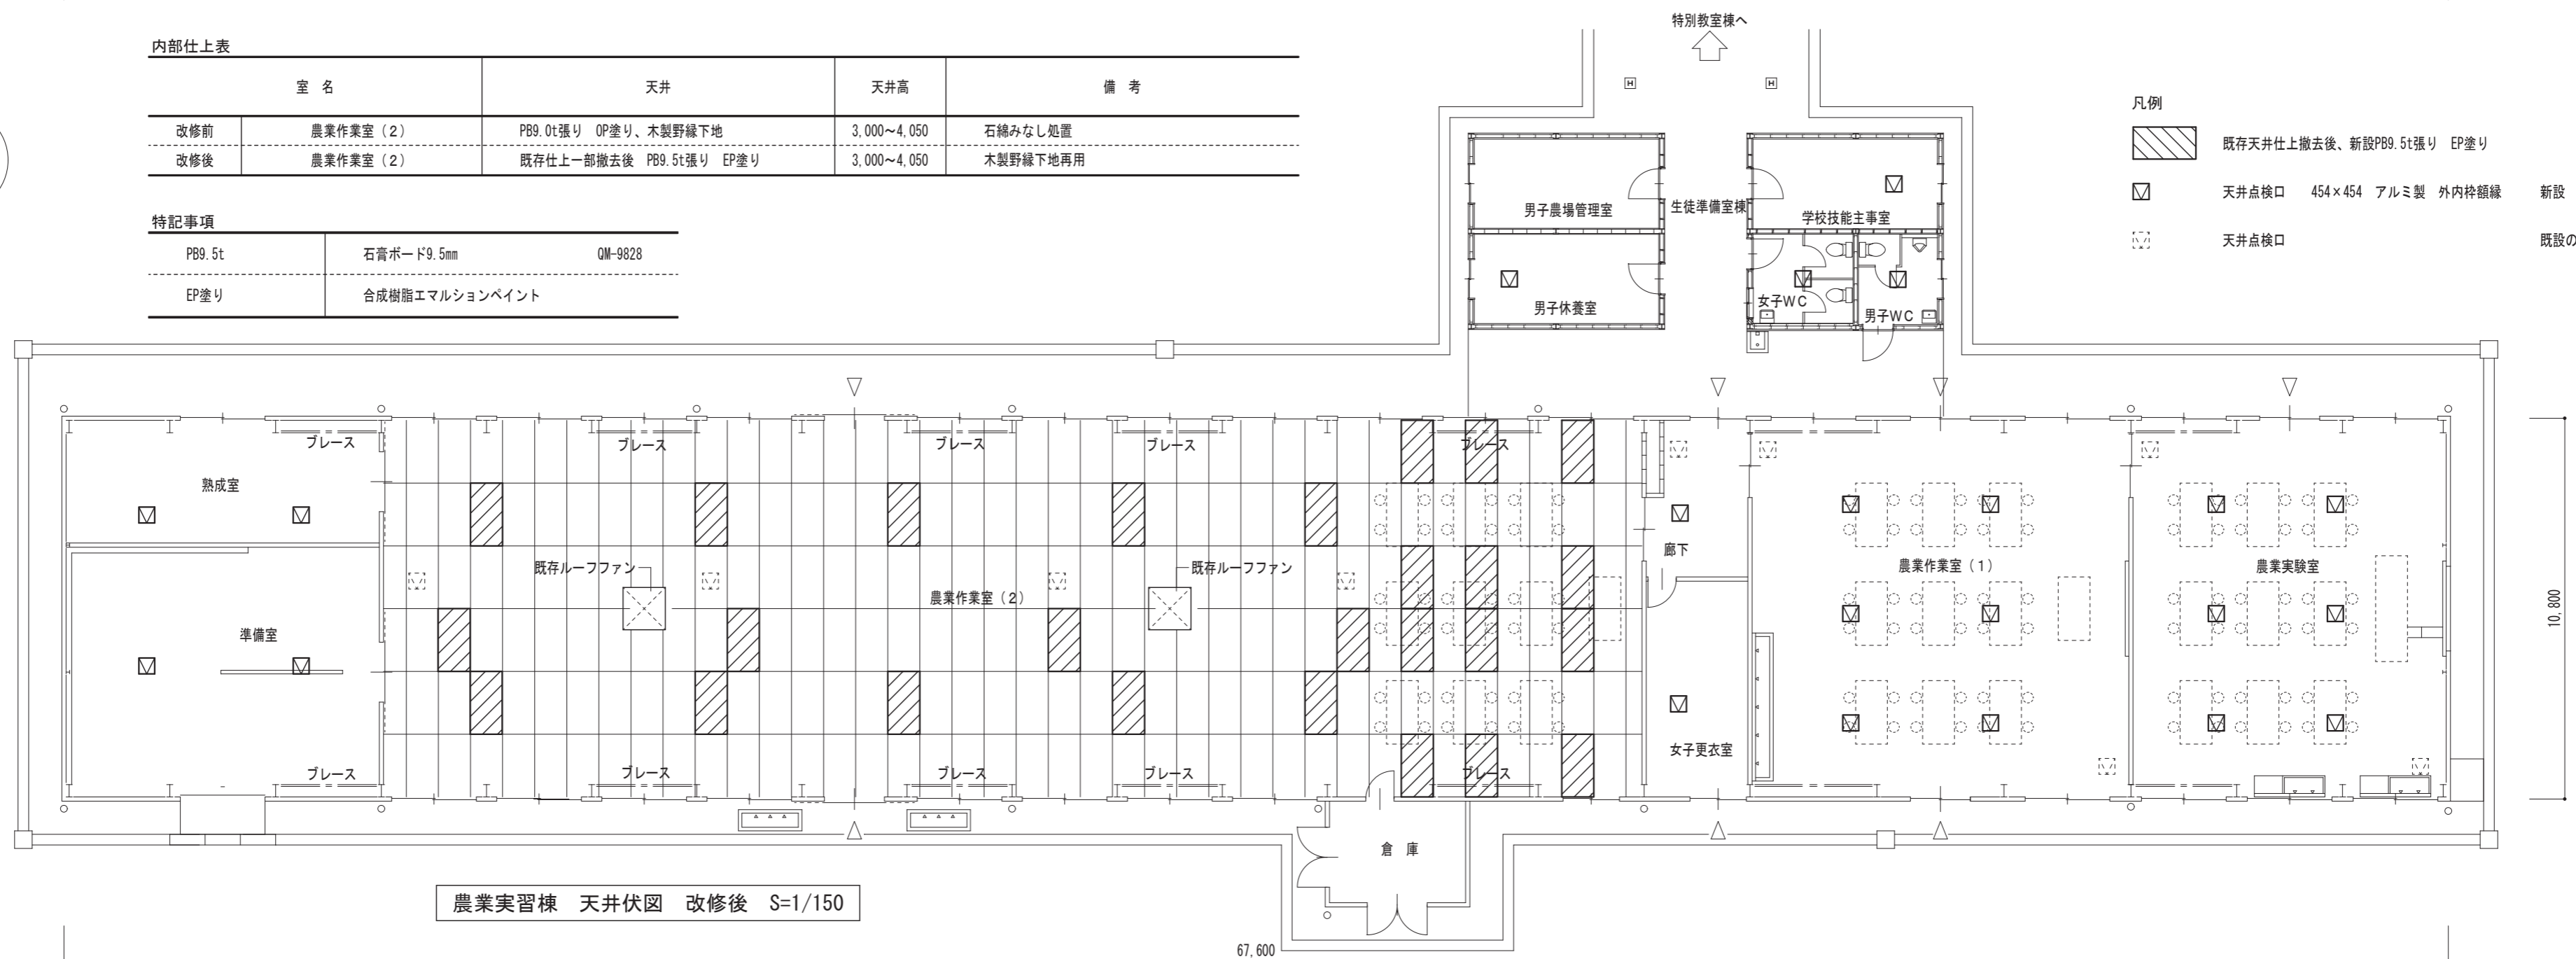 特別教室棟へ
内部仕上表
室 名 天井 天井高 備 考
改修前 農業作業室（2） PB9.0t張り OP塗り、木製野縁下地 3,000～4,050 石綿みなし処置
改修後 農業作業室（2） 既存仕上一部撤去後 PB9.5t張り EP塗り 3,000～4,050 木製野縁下地再用
特記事項
PB9.5t 石膏ボード9.5mm QM-9828
EP塗り 合成樹脂エマルションペイント
凡例
既存天井仕上撤去後、新設PB9.5t張り EP塗り
天井点検口 454×454 アルミ製 外内枠額縁 新設
天井点検口 既設の
男子農場管理室
生徒準備室棟
学校技能主事室
男子休養室
女子WC
男子WC
ブレース
ブレース
ブレース
ブレース
ブレース
熟成室
既存ルーフファン
既存ルーフファン
農業作業室（2）
廊下
農業作業室（1）
農業実験室
準備室
10,800
女子更衣室
ブレース
ブレース
ブレース
ブレース
ブレース
倉 庫
農業実習棟 天井伏図 改修後 S=1/150
67,600